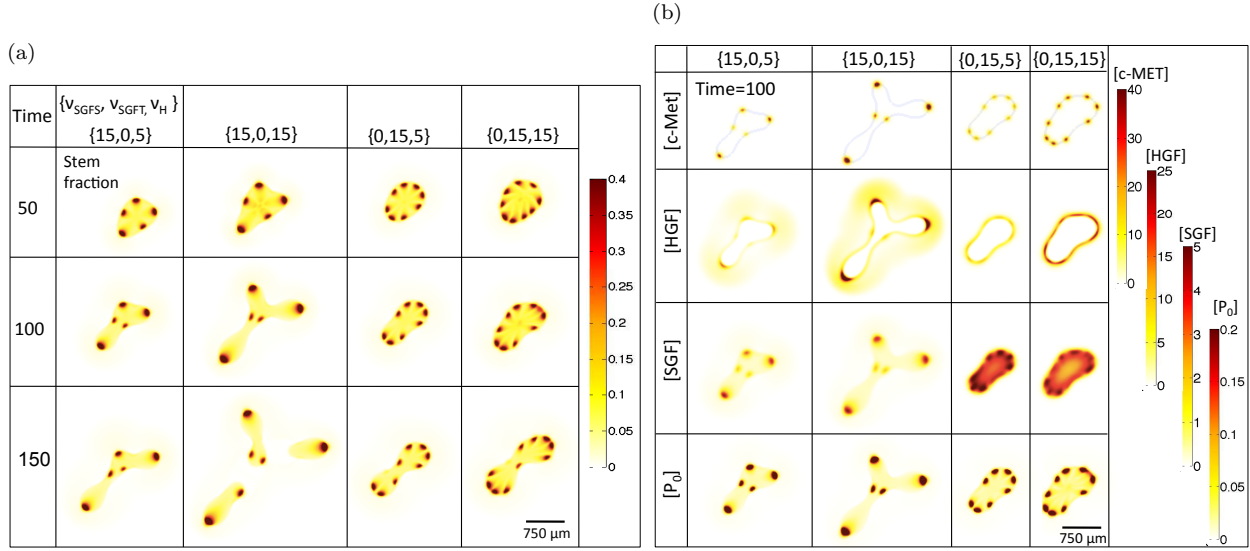 (a)
Time
{ν_SGFS, ν_SGFT, ν_H }
{15,0,5} {15,0,15} {0,15,5} {0,15,15}
Stem
fraction
50
100
150
0.4
0.35
0.3
0.25
0.2
0.15
0.1
0.05
0
750 µm
(b)
{15,0,5} {15,0,15} {0,15,5} {0,15,15}
Time=100
[c-Met]
[HGF]
[SGF]
[P₀]
750 µm
[c-MET]
40
30
20
10
0
[HGF]
25
20
15
10
5
0
[SGF]
5
4
3
2
1
0
[P₀]
0.2
0.15
0.1
0.05
0